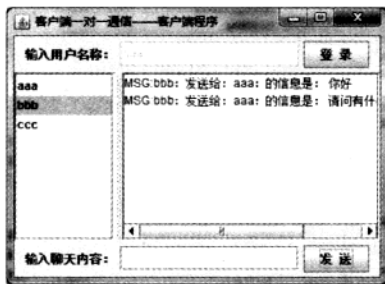 客户端一对一通信——客户端程序
输入用户名称：
登 录
aaa
bbb
ccc
MSG:bbb：发送给：aaa：的信息是：你好
MSG:bbb：发送给：aaa：的信息是：请问有什
输入聊天内容：
发 送